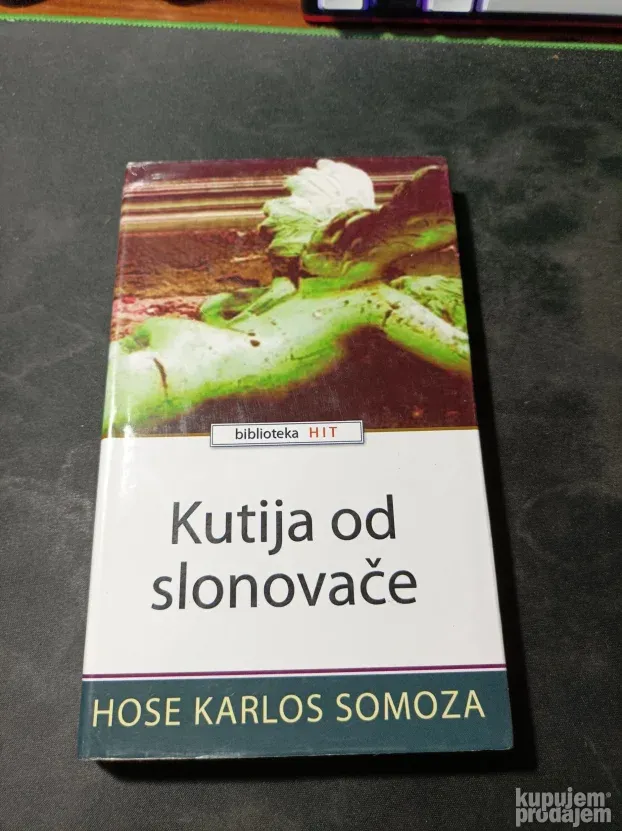 biblioteka HIT
Kutija od
slonovače
HOSE KARLOS SOMOZA
kupujem
prodajem